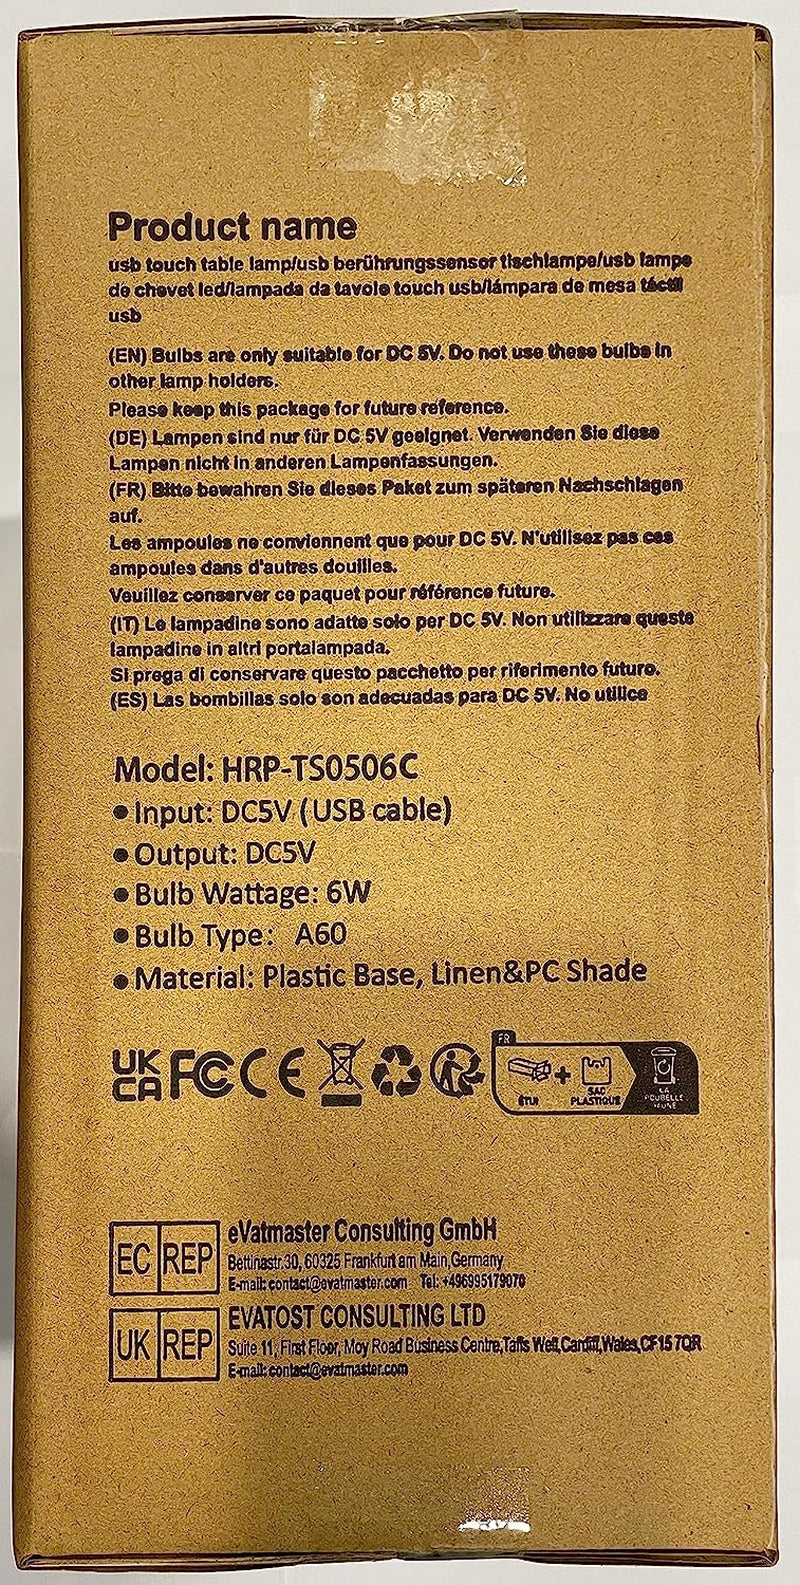 Product name
usb touch table lamp/usb berührungssensor tischlampe/usb lampe
de chevet led/lampada da tavole touch usb/lámpara de mesa táctil
usb
(EN) Bulbs are only suitable for DC 5V. Do not use these bulbs in
other lamp holders.
Please keep this package for future reference.
(DE) Lampen sind nur für DC 5V geeignet. Verwenden Sie diese
Lampen nicht in anderen Lampenfassungen.
(FR) Bitte bewahren Sie dieses Paket zum späteren Nachschlagen
auf.
Les ampoules ne conviennent que pour DC 5V. N'utilisez pas ces
ampoules dans d'autres douilles.
Veuillez conserver ce paquet pour référence future.
(IT) Le lampadine sono adatte solo per DC 5V. Non utilizzare queste
lampadine in altri portalampada.
Si prega di conservare questo pacchetto per riferimento futuro.
(ES) Las bombillas solo son adecuadas para DC 5V. No utilice
Model: HRP-TS0506C
•Input: DC5V (USB cable)
•Output: DC5V
•Bulb Wattage: 6W
•Bulb Type: A60
•Material: Plastic Base, Linen&PC Shade
UK CA FC CE
FR
ÉTUI + SAC PLASTIQUE
LA POUBELLE JAUNE
EC REP
eVatmaster Consulting GmbH
Bettinastr.30, 60325 Frankfurt am Main,Germany
E-mail: contact@evatmaster.com Tel: +496995179070
UK REP
EVATOST CONSULTING LTD
Suite 11, First Floor, Moy Road Business Centre,Taffs Well,Cardiff,Wales,CF15 7QR
E-mail: contact@evatmaster.com